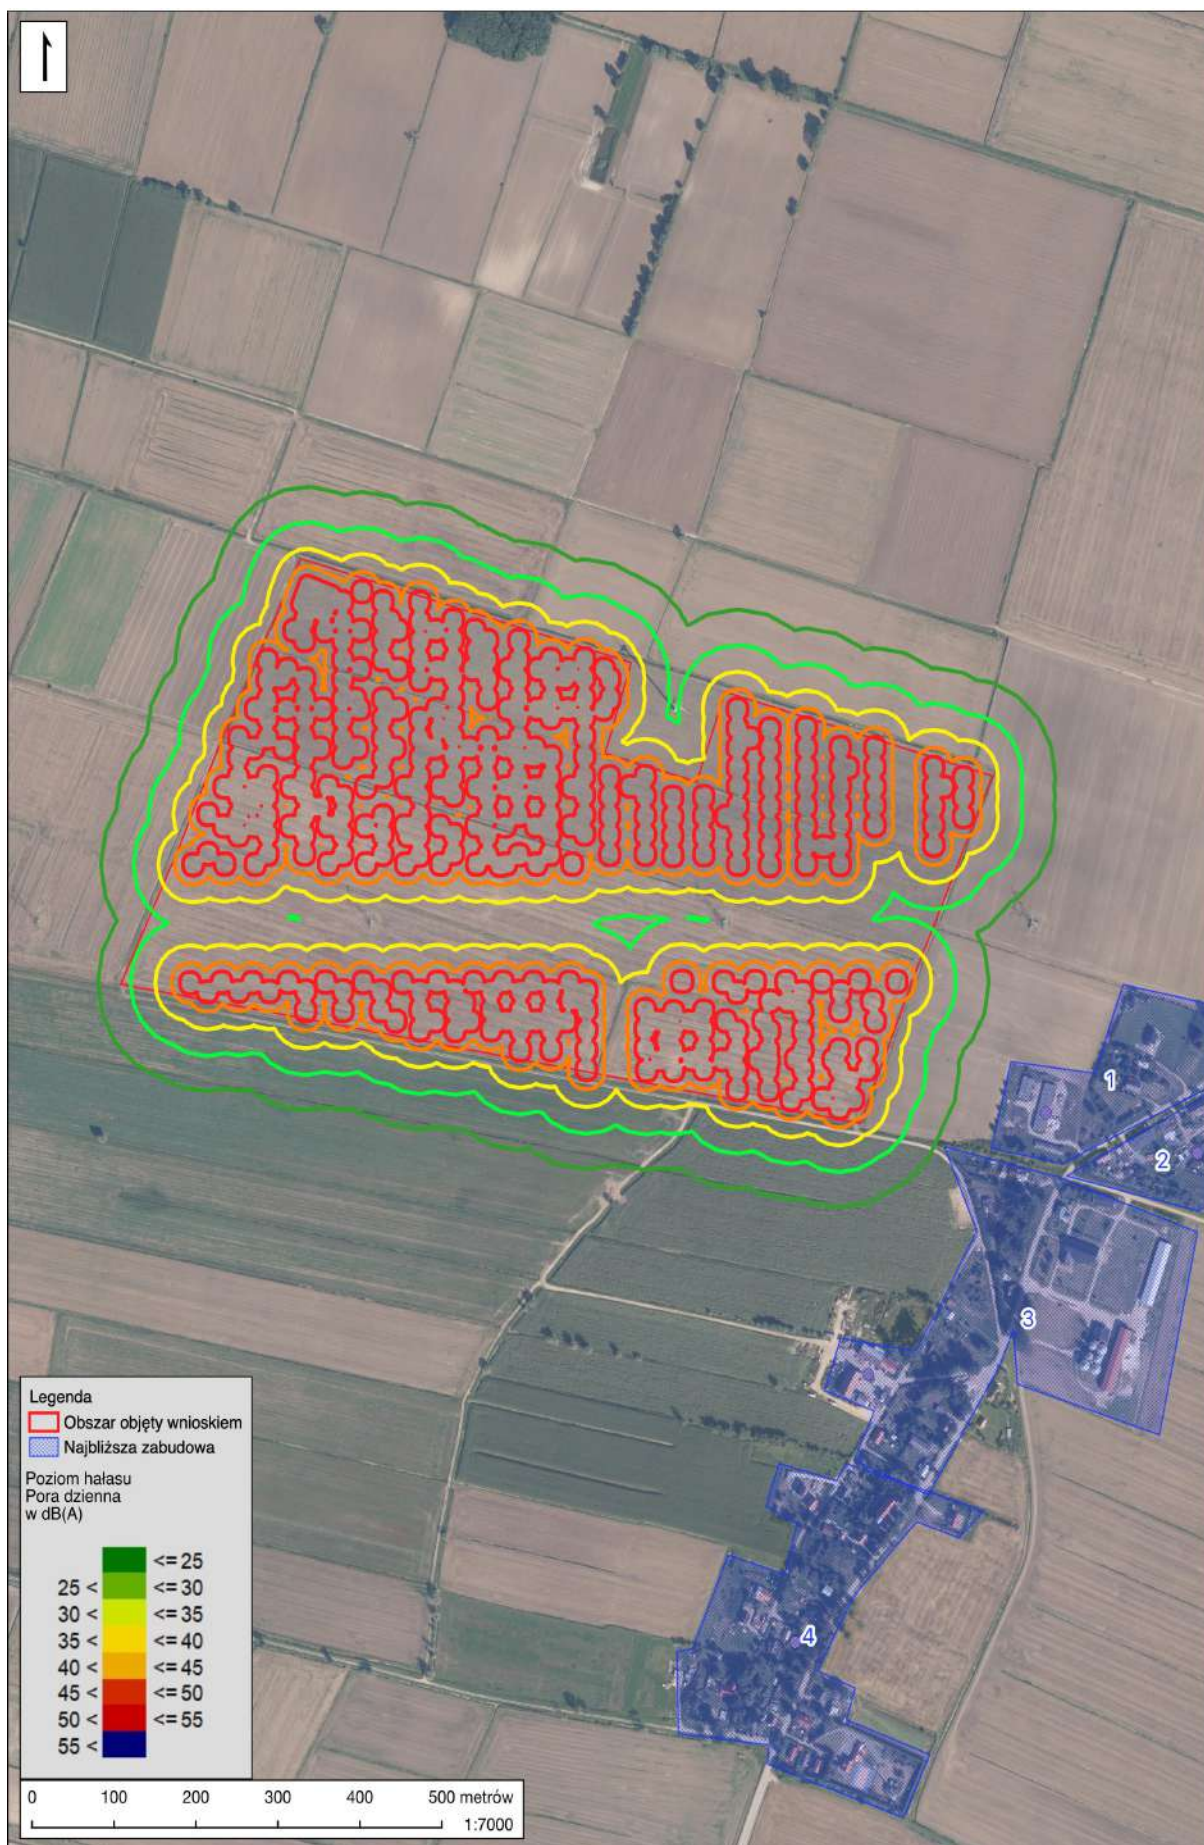 1
2
3
4
Legenda
Obszar objęty wnioskiem
Najbliższa zabudowa
Poziom hałasu
Pora dzienna
w dB(A)
<= 25
25 < <= 30
30 < <= 35
35 < <= 40
40 < <= 45
45 < <= 50
50 < <= 55
55 <
0 100 200 300 400 500 metrów
1:7000